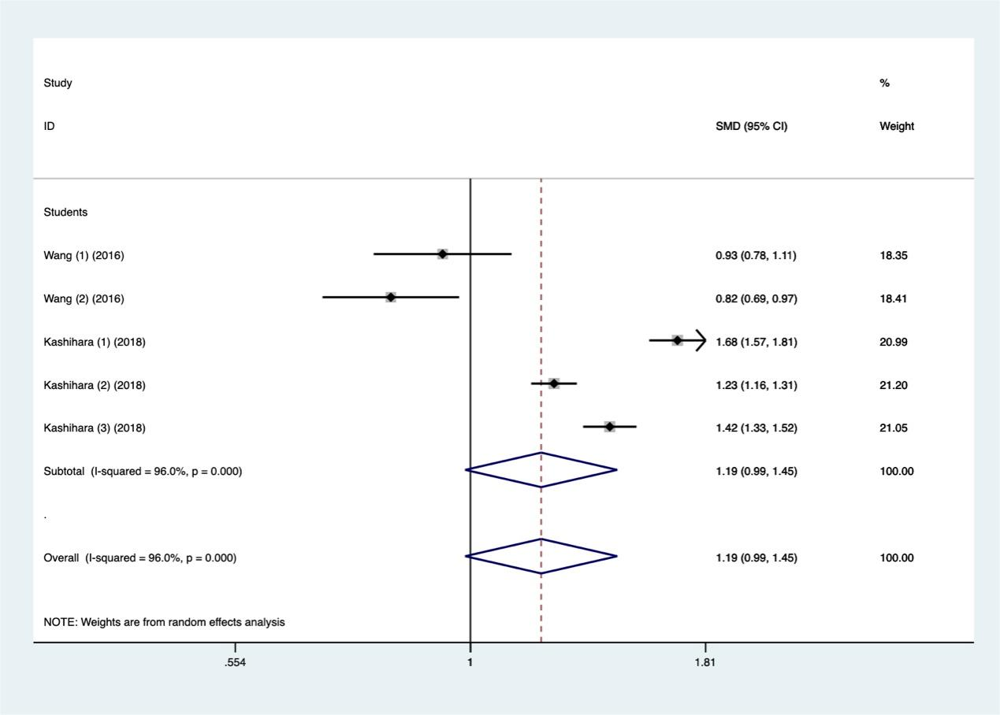 Study %
ID SMD (95% CI) Weight
Students
Wang (1) (2016) 0.93 (0.78, 1.11) 18.35
Wang (2) (2016) 0.82 (0.69, 0.97) 18.41
Kashihara (1) (2018) 1.68 (1.57, 1.81) 20.99
Kashihara (2) (2018) 1.23 (1.16, 1.31) 21.20
Kashihara (3) (2018) 1.42 (1.33, 1.52) 21.05
Subtotal (I-squared = 96.0%, p = 0.000) 1.19 (0.99, 1.45) 100.00
.
Overall (I-squared = 96.0%, p = 0.000) 1.19 (0.99, 1.45) 100.00
NOTE: Weights are from random effects analysis
.554 1 1.81